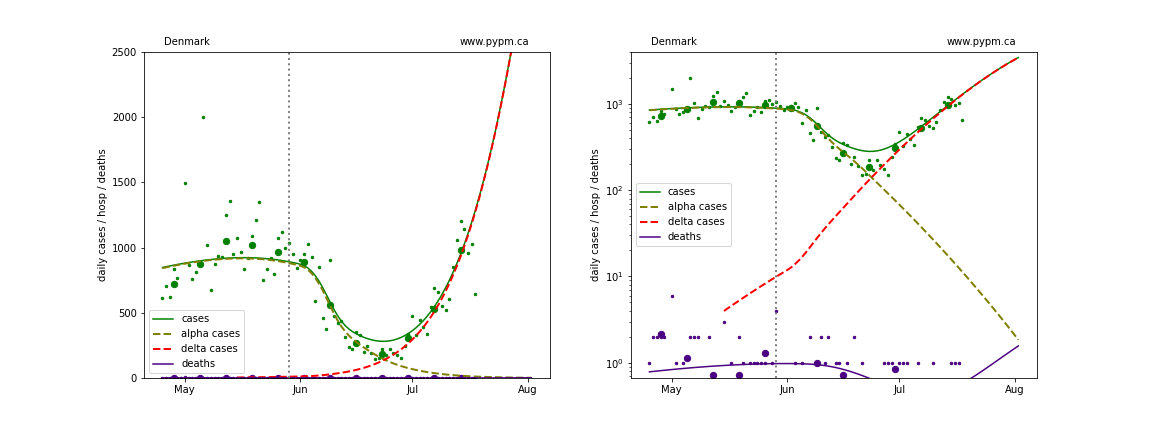 Denmark www.pypm.ca
daily cases / hosp / deaths
2500
2000
1500
1000
500
0
May Jun Jul Aug
cases
alpha cases
delta cases
deaths
Denmark www.pypm.ca
daily cases / hosp / deaths
10³
10²
10¹
10⁰
May Jun Jul Aug
cases
alpha cases
delta cases
deaths